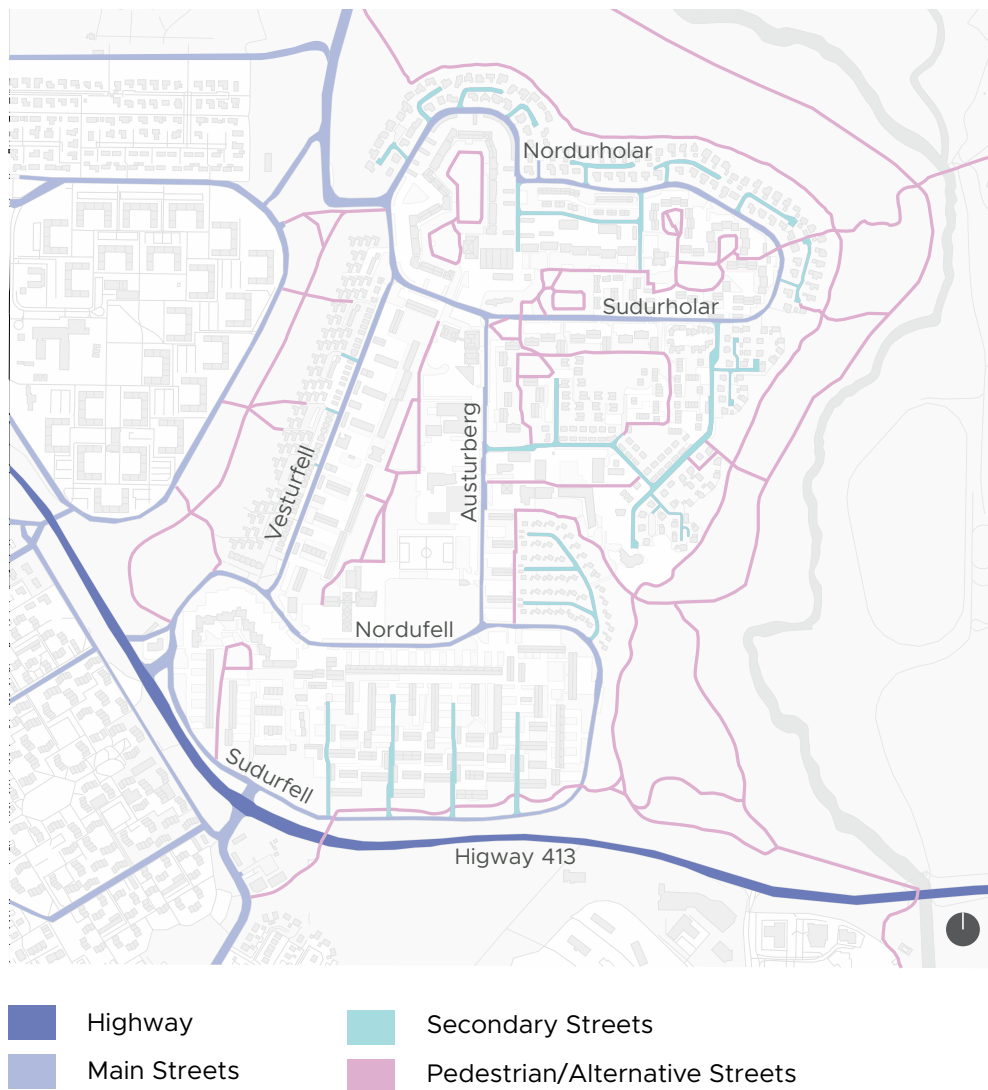 Nordurholar
Sudurholar
Austurberg
Vesturfell
Nordufell
Sudurfell
Higway 413
Highway
Main Streets
Secondary Streets
Pedestrian/Alternative Streets